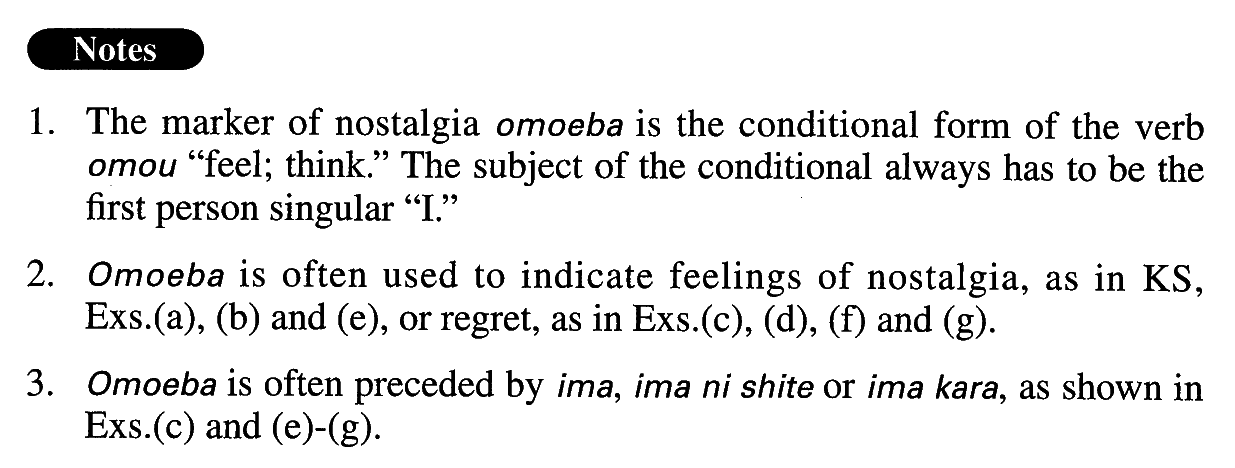 Notes
1. The marker of nostalgia omoeba is the conditional form of the verb
omou “feel; think.” The subject of the conditional always has to be the
first person singular “I.”
2. Omoeba is often used to indicate feelings of nostalgia, as in KS,
Exs.(a), (b) and (e), or regret, as in Exs.(c), (d), (f) and (g).
3. Omoeba is often preceded by ima, ima ni shite or ima kara, as shown in
Exs.(c) and (e)-(g).